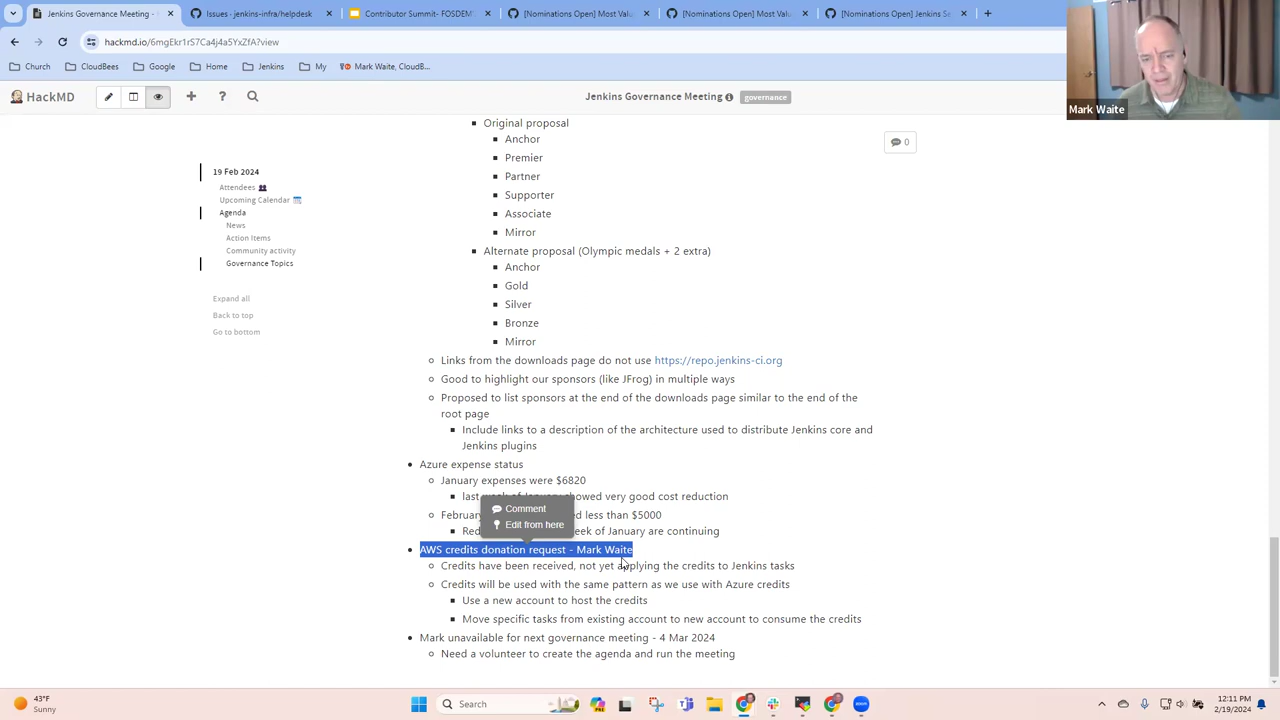 Jenkins Governance Meeting
Issues - jenkins-infra/helpdesk
Contributor Summit- FOSDEM'
[Nominations Open] Most Valu
[Nominations Open] Most Valu
[Nominations Open] Jenkins Se
hackmd.io/6mgEkr1rS7Ca4j4a5YxZfA?view
Church
CloudBees
Google
Home
Jenkins
My
Mark Waite, CloudB...
HackMD
Jenkins Governance Meeting
governance
Mark Waite
0
19 Feb 2024
Attendees
Upcoming Calendar
Agenda
News
Action Items
Community activity
Governance Topics
Expand all
Back to top
Go to bottom
Original proposal
Anchor
Premier
Partner
Supporter
Associate
Mirror
Alternate proposal (Olympic medals + 2 extra)
Anchor
Gold
Silver
Bronze
Mirror
Links from the downloads page do not use https://repo.jenkins-ci.org
Good to highlight our sponsors (like JFrog) in multiple ways
Proposed to list sponsors at the end of the downloads page similar to the end of the
root page
Include links to a description of the architecture used to distribute Jenkins core and
Jenkins plugins
Azure expense status
January expenses were $6820
last week of January showed very good cost reduction
Comment
February ed less than $5000
Edit from here
Red eek of January are continuing
AWS credits donation request - Mark Waite
Credits have been received, not yet applying the credits to Jenkins tasks
Credits will be used with the same pattern as we use with Azure credits
Use a new account to host the credits
Move specific tasks from existing account to new account to consume the credits
Mark unavailable for next governance meeting - 4 Mar 2024
Need a volunteer to create the agenda and run the meeting
43°F
Sunny
Search
12:11 PM
2/19/2024